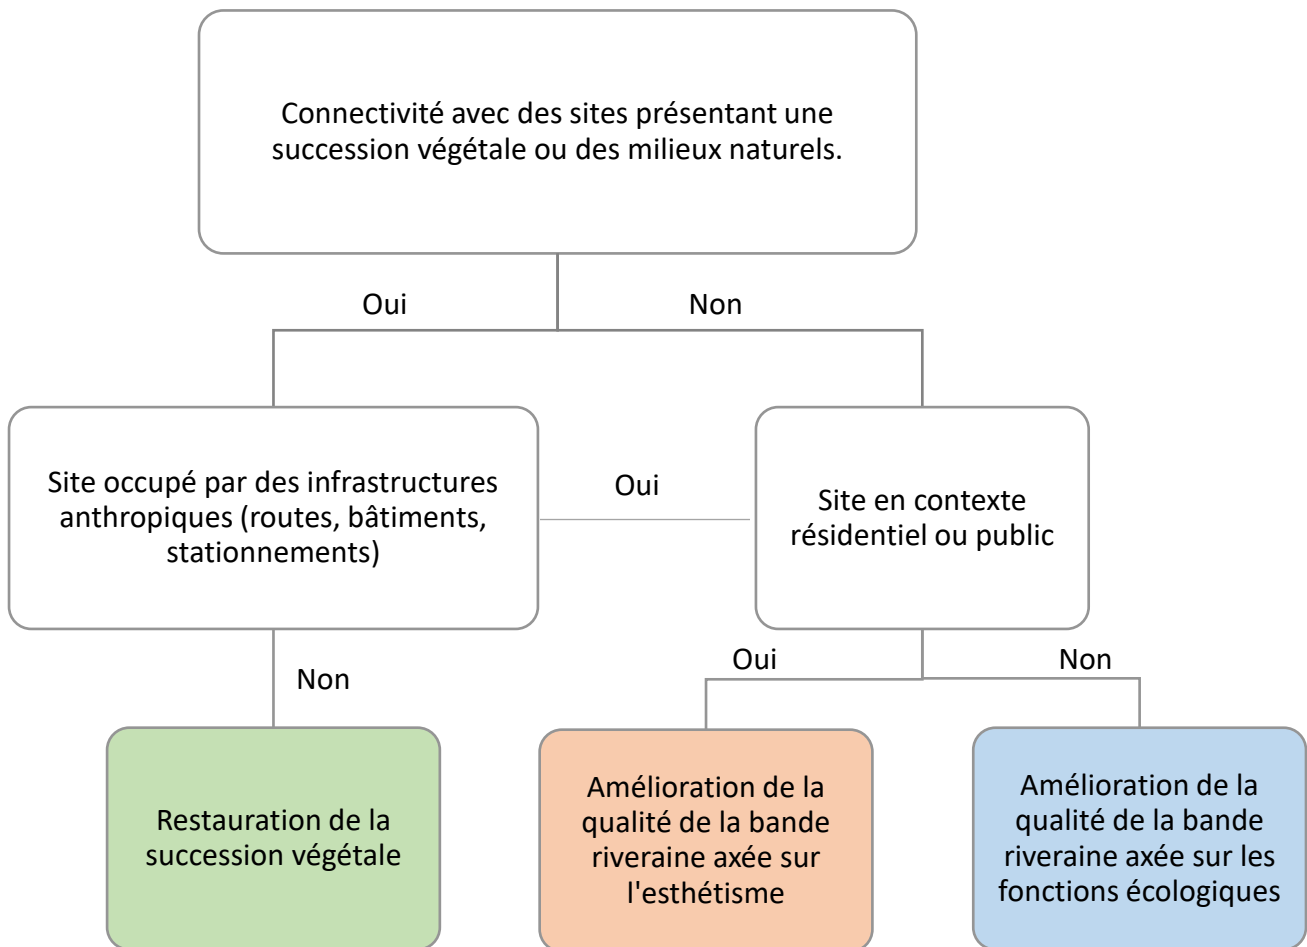 Connectivité avec des sites présentant une
succession végétale ou des milieux naturels.
Oui
Non
Site occupé par des infrastructures
anthropiques (routes, bâtiments,
stationnements)
Oui
Site en contexte
résidentiel ou public
Non
Oui
Non
Restauration de la
succession végétale
Amélioration de la
qualité de la bande
riveraine axée sur
l'esthétisme
Amélioration de la
qualité de la bande
riveraine axée sur les
fonctions écologiques